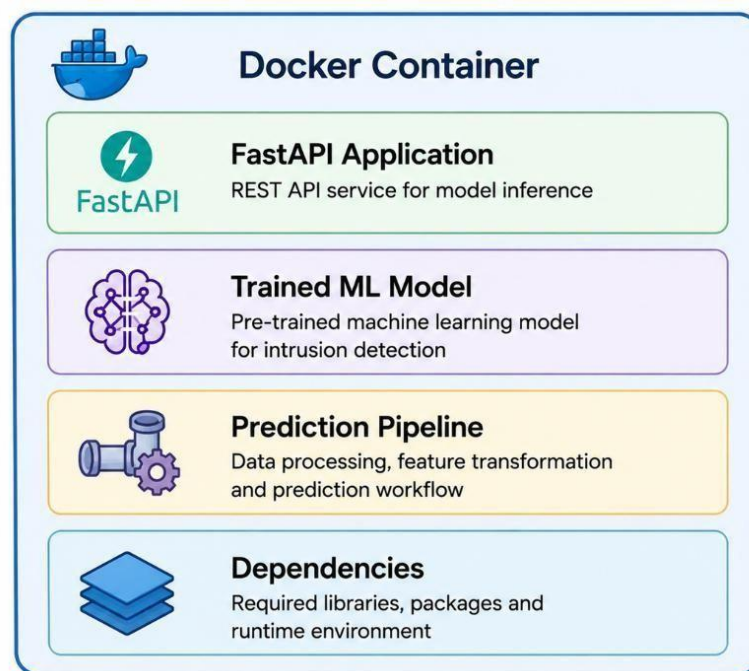 Docker Container
FastAPI
FastAPI Application
REST API service for model inference
Trained ML Model
Pre-trained machine learning model
for intrusion detection
Prediction Pipeline
Data processing, feature transformation
and prediction workflow
Dependencies
Required libraries, packages and
runtime environment